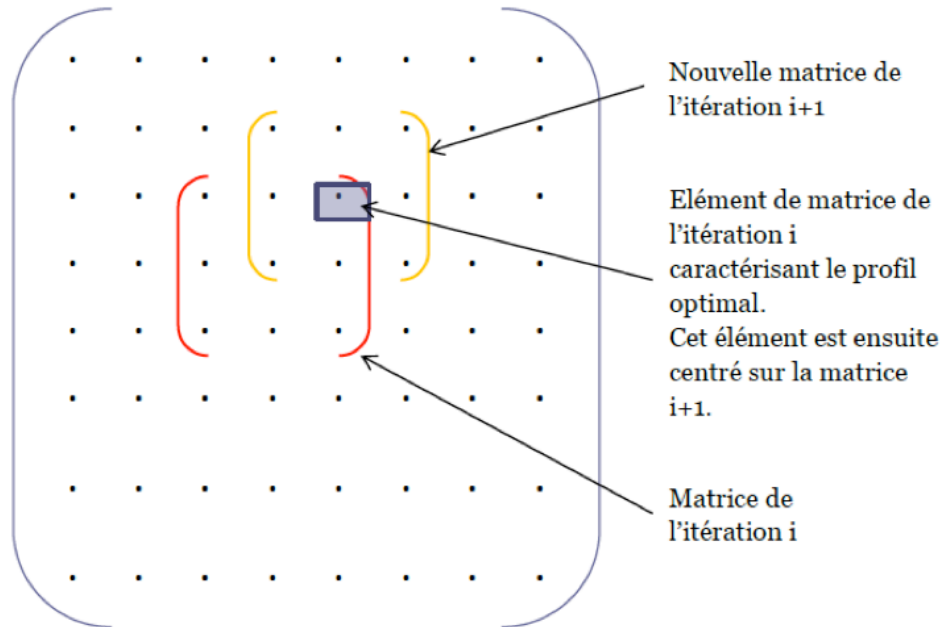 Nouvelle matrice de
l'itération i+1
Elément de matrice de
l'itération i
caractérisant le profil
optimal.
Cet élément est ensuite
centré sur la matrice
i+1.
Matrice de
l'itération i